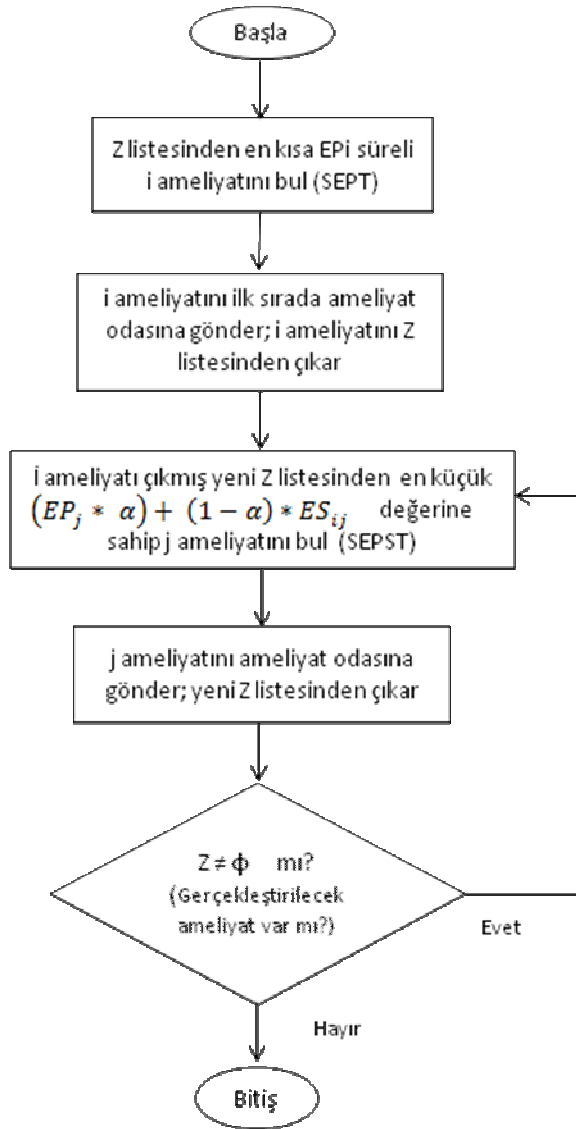 Başla
Z listesinden en kısa EPi süreli
i ameliyatını bul (SEPT)
i ameliyatını ilk sırada ameliyat
odasına gönder; i ameliyatını Z
listesinden çıkar
İ ameliyatı çıkmış yeni Z listesinden en küçük
(EP_j * α) + (1 − α) * ES_ij değerine
sahip j ameliyatını bul (SEPST)
j ameliyatını ameliyat odasına
gönder; yeni Z listesinden çıkar
Z ≠ ϕ mı?
(Gerçekleştirilecek
ameliyat var mı?)
Evet
Hayır
Bitiş